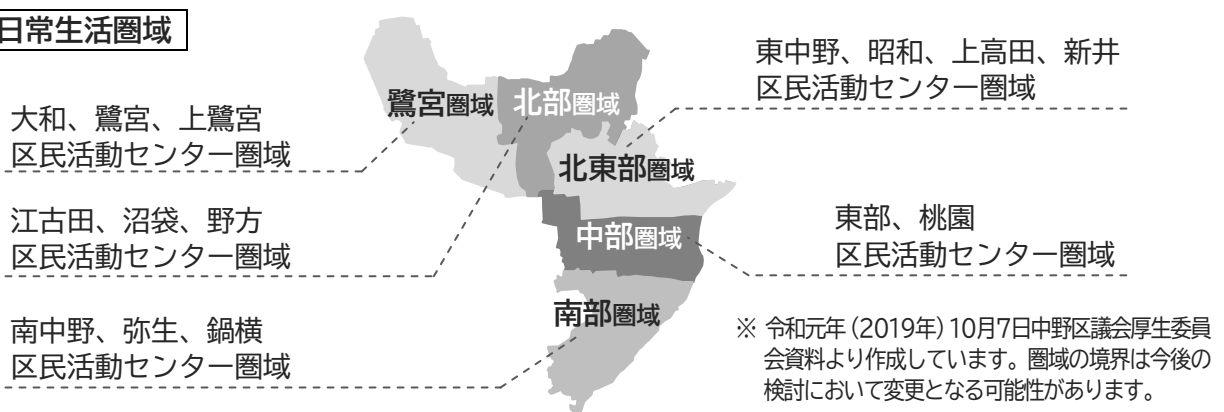 日常生活圏域
大和、鷺宮、上鷺宮
区民活動センター圏域
江古田、沼袋、野方
区民活動センター圏域
南中野、弥生、鍋横
区民活動センター圏域
鷺宮圏域
北部圏域
北東部圏域
中部圏域
南部圏域
東中野、昭和、上高田、新井
区民活動センター圏域
東部、桃園
区民活動センター圏域
※ 令和元年(2019年)10月7日中野区議会厚生委員
会資料より作成しています。圏域の境界は今後の
検討において変更となる可能性があります。